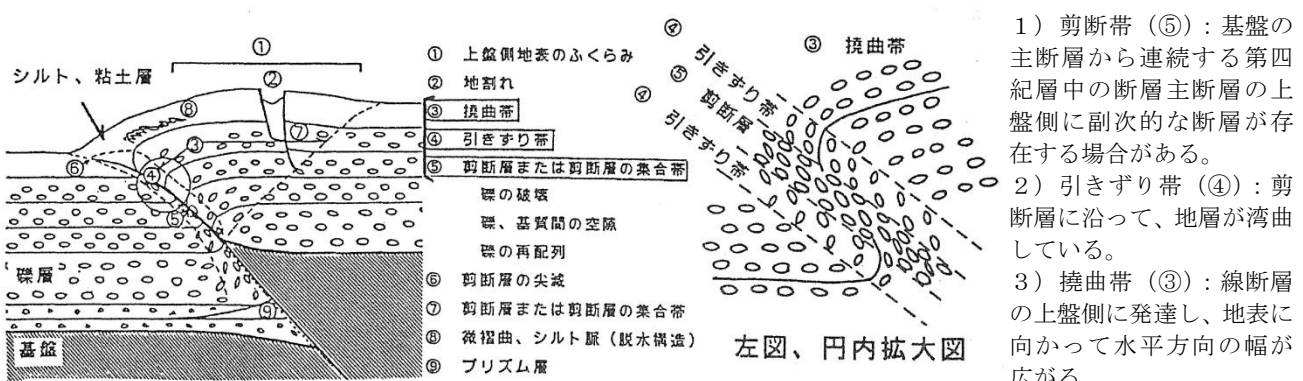 ①
シルト、粘土層
②
⑧
③
⑦
⑥
④
⑤
礫層
⑨
基盤
① 上盤側地表のふくらみ
② 地割れ
③ 撓曲帯
④ 引きずり帯
⑤ 剪断層または剪断層の集合帯
礫の破壊
礫、基質間の空隙
礫の再配列
⑥ 剪断層の尖滅
⑦ 剪断層または剪断層の集合帯
⑧ 微褶曲、シルト脈（脱水構造）
⑨ プリズム層
④ 引きずり帯
⑤ 剪断層
④ 引きずり帯
③ 撓曲帯
左図、円内拡大図
1）剪断帯（⑤）：基盤の
主断層から連続する第四
紀層中の断層主断層の上
盤側に副次的な断層が存
在する場合がある。
2）引きずり帯（④）：剪
断層に沿って、地層が湾曲
している。
3）撓曲帯（③）：線断層
の上盤側に発達し、地表に
向かって水平方向の幅が
広がる